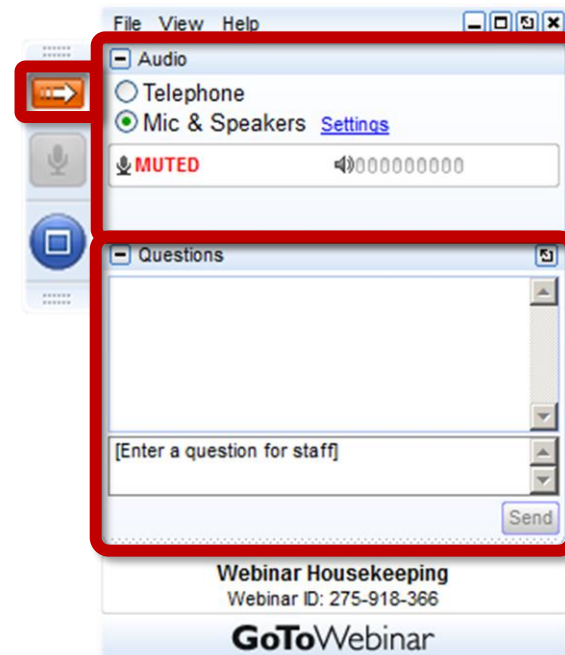 File View Help
Audio
Telephone
Mic & Speakers Settings
MUTED
Questions
[Enter a question for staff]
Send
Webinar Housekeeping
Webinar ID: 275-918-366
GoToWebinar